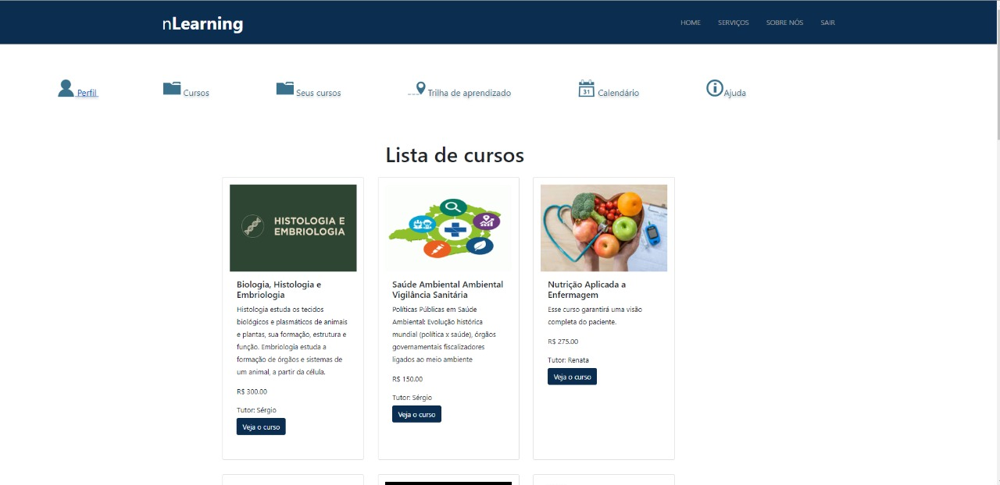 nLearning
HOME SERVIÇOS SOBRE NÓS SAIR
Perfil Cursos Seus cursos Trilha de aprendizado 31 Calendário Ajuda
Lista de cursos
HISTOLOGIA E
EMBRIOLOGIA
Biologia, Histologia e
Embriologia
Histologia estuda os tecidos
biológicos e plasmáticos de animais
e plantas, sua formação, estrutura e
função. Embriologia estuda a
formação de órgãos e sistemas de
um animal, a partir da célula.
R$ 300.00
Tutor: Sérgio
Veja o curso
Saúde Ambiental Ambiental
Vigilância Sanitária
Políticas Públicas em Saúde
Ambiental: Evolução histórica
mundial (política x saúde), órgãos
governamentais fiscalizadores
ligados ao meio ambiente
R$ 150.00
Tutor: Sérgio
Veja o curso
Nutrição Aplicada a
Enfermagem
Esse curso garantirá uma visão
completa do paciente.
R$ 275.00
Tutor: Renata
Veja o curso